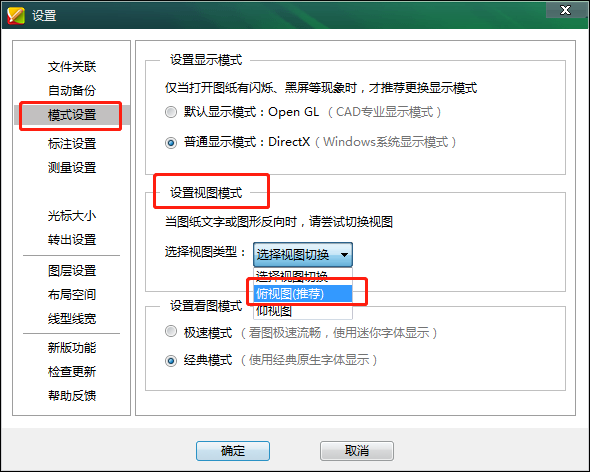 设置
文件关联
自动备份
模式设置
标注设置
测量设置
光标大小
转出设置
图层设置
布局空间
线型线宽
新版功能
检查更新
帮助反馈
设置显示模式
仅当打开图纸有闪烁、黑屏等现象时，才推荐更换显示模式
默认显示模式：Open GL（CAD专业显示模式）
普通显示模式：DirectX（Windows系统显示模式）
设置视图模式
当图纸文字或图形反向时，请尝试切换视图
选择视图类型： 选择视图切换
选择视图切换
俯视图(推荐)
仰视图
设置看图模式
极速模式 （看图极速流畅，使用迷你字体显示）
经典模式 （使用经典原生字体显示）
确定
取消